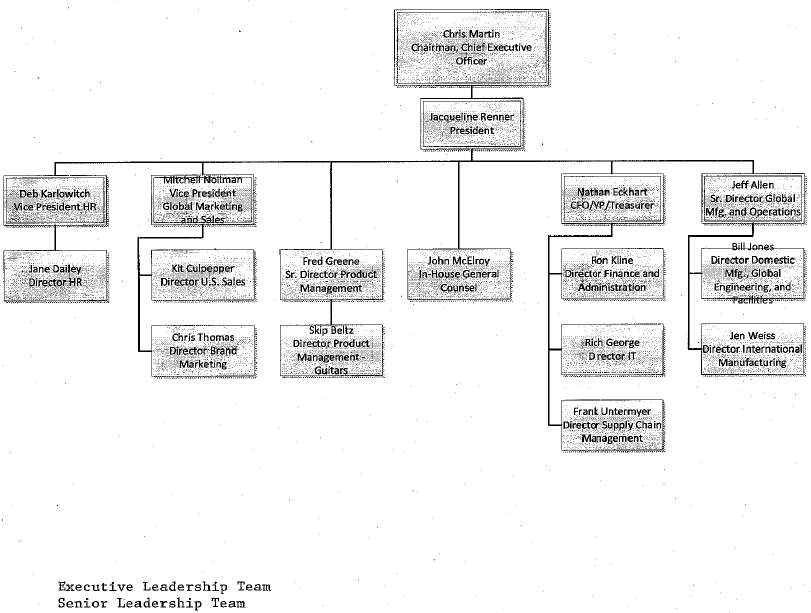 Chris Martin
Chairman, Chief Executive
Officer
Jacqueline Renner
President
Deb Karlowitch
Vice President HR
Mitchell Nollman
Vice President
Global Marketing
and Sales
Nathan Eckhart
CFO/VP/Treasurer
Jeff Allen
Sr. Director Global
Mfg. and Operations
Jane Dailey
Director HR
Kit Culpepper
Director U.S. Sales
Fred Greene
Sr. Director Product
Management
John McElroy
In-House General
Counsel
Ron Kline
Director Finance and
Administration
Bill Jones
Director Domestic
Mfg., Global
Engineering, and
Facilities
Chris Thomas
Director Brand
Marketing
Skip Beltz
Director Product
Management -
Guitars
Rich George
Director IT
Jen Weiss
Director International
Manufacturing
Frank Untermyer
Director Supply Chain
Management
Executive Leadership Team
Senior Leadership Team